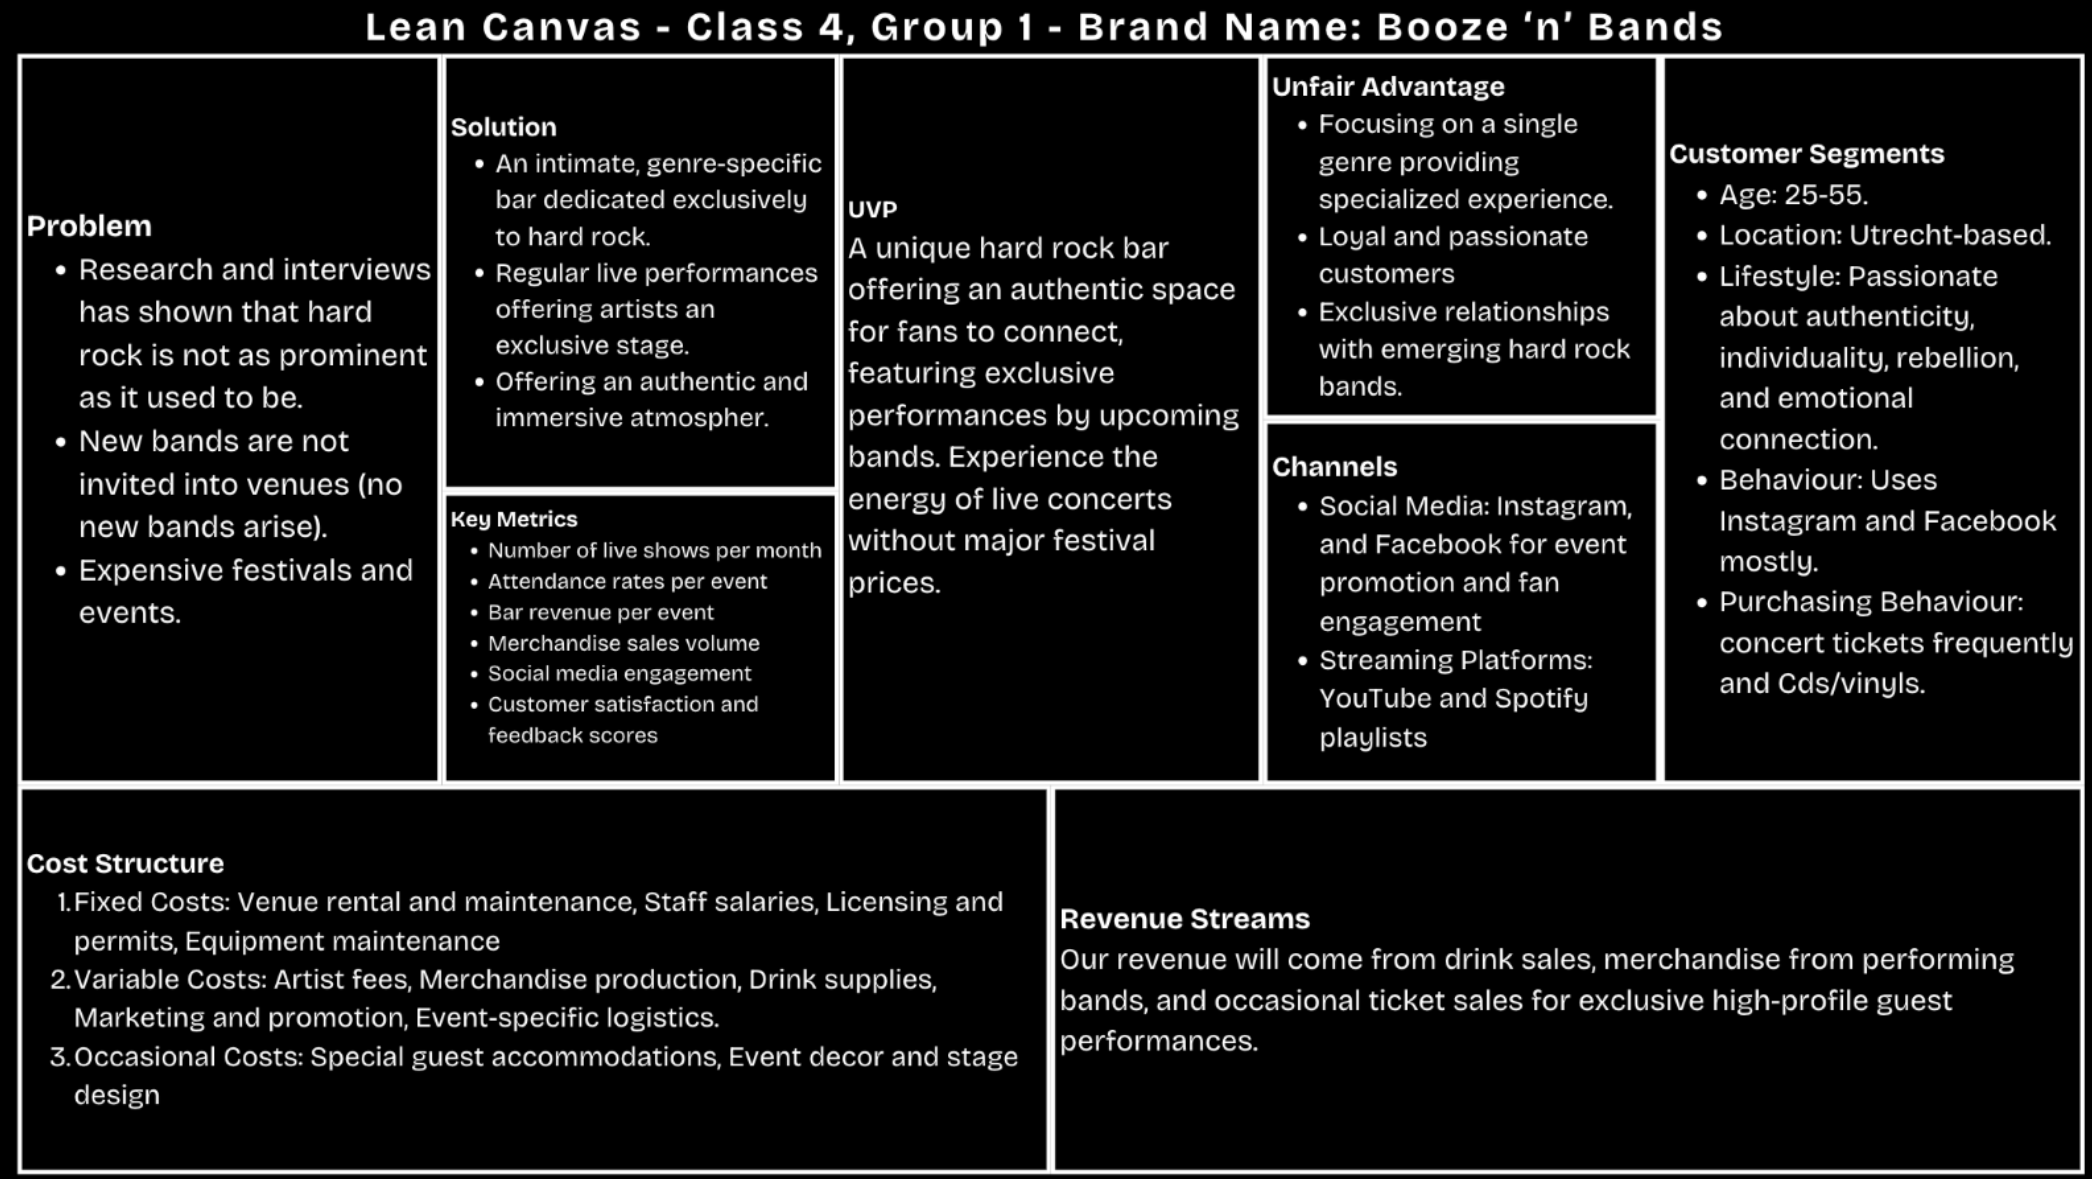 Lean Canvas - Class 4, Group 1 - Brand Name: Booze ‘n’ Bands
Problem
• Research and interviews
has shown that hard
rock is not as prominent
as it used to be.
• New bands are not
invited into venues (no
new bands arise).
• Expensive festivals and
events.
Solution
• An intimate, genre-specific
bar dedicated exclusively
to hard rock.
• Regular live performances
offering artists an
exclusive stage.
• Offering an authentic and
immersive atmospher.
Key Metrics
• Number of live shows per month
• Attendance rates per event
• Bar revenue per event
• Merchandise sales volume
• Social media engagement
• Customer satisfaction and
feedback scores
UVP
A unique hard rock bar
offering an authentic space
for fans to connect,
featuring exclusive
performances by upcoming
bands. Experience the
energy of live concerts
without major festival
prices.
Unfair Advantage
• Focusing on a single
genre providing
specialized experience.
• Loyal and passionate
customers
• Exclusive relationships
with emerging hard rock
bands.
Channels
• Social Media: Instagram,
and Facebook for event
promotion and fan
engagement
• Streaming Platforms:
YouTube and Spotify
playlists
Customer Segments
• Age: 25-55.
• Location: Utrecht-based.
• Lifestyle: Passionate
about authenticity,
individuality, rebellion,
and emotional
connection.
• Behaviour: Uses
Instagram and Facebook
mostly.
• Purchasing Behaviour:
concert tickets frequently
and Cds/vinyls.
Cost Structure
1. Fixed Costs: Venue rental and maintenance, Staff salaries, Licensing and
permits, Equipment maintenance
2. Variable Costs: Artist fees, Merchandise production, Drink supplies,
Marketing and promotion, Event-specific logistics.
3. Occasional Costs: Special guest accommodations, Event decor and stage
design
Revenue Streams
Our revenue will come from drink sales, merchandise from performing
bands, and occasional ticket sales for exclusive high-profile guest
performances.